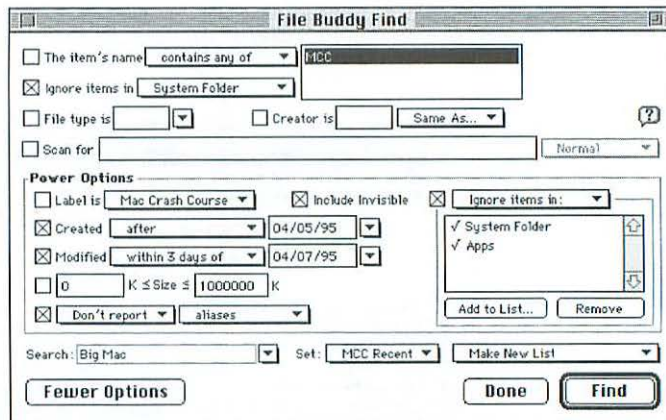 File Buddy Find
The item's name contains any of MCC
Ignore items in System Folder
File type is Creator is Same As... ?
Scan for Normal
Power Options
Label is Mac Crash Course Include Invisible Ignore items in:
Created after 04/05/95 √ System Folder
Modified within 3 days of 04/07/95 √ Apps
0 K ≤ Size ≤ 1000000 K
Don't report aliases Add to List... Remove
Search: Big Mac Set: MCC Recent Make New List
Fewer Options Done Find